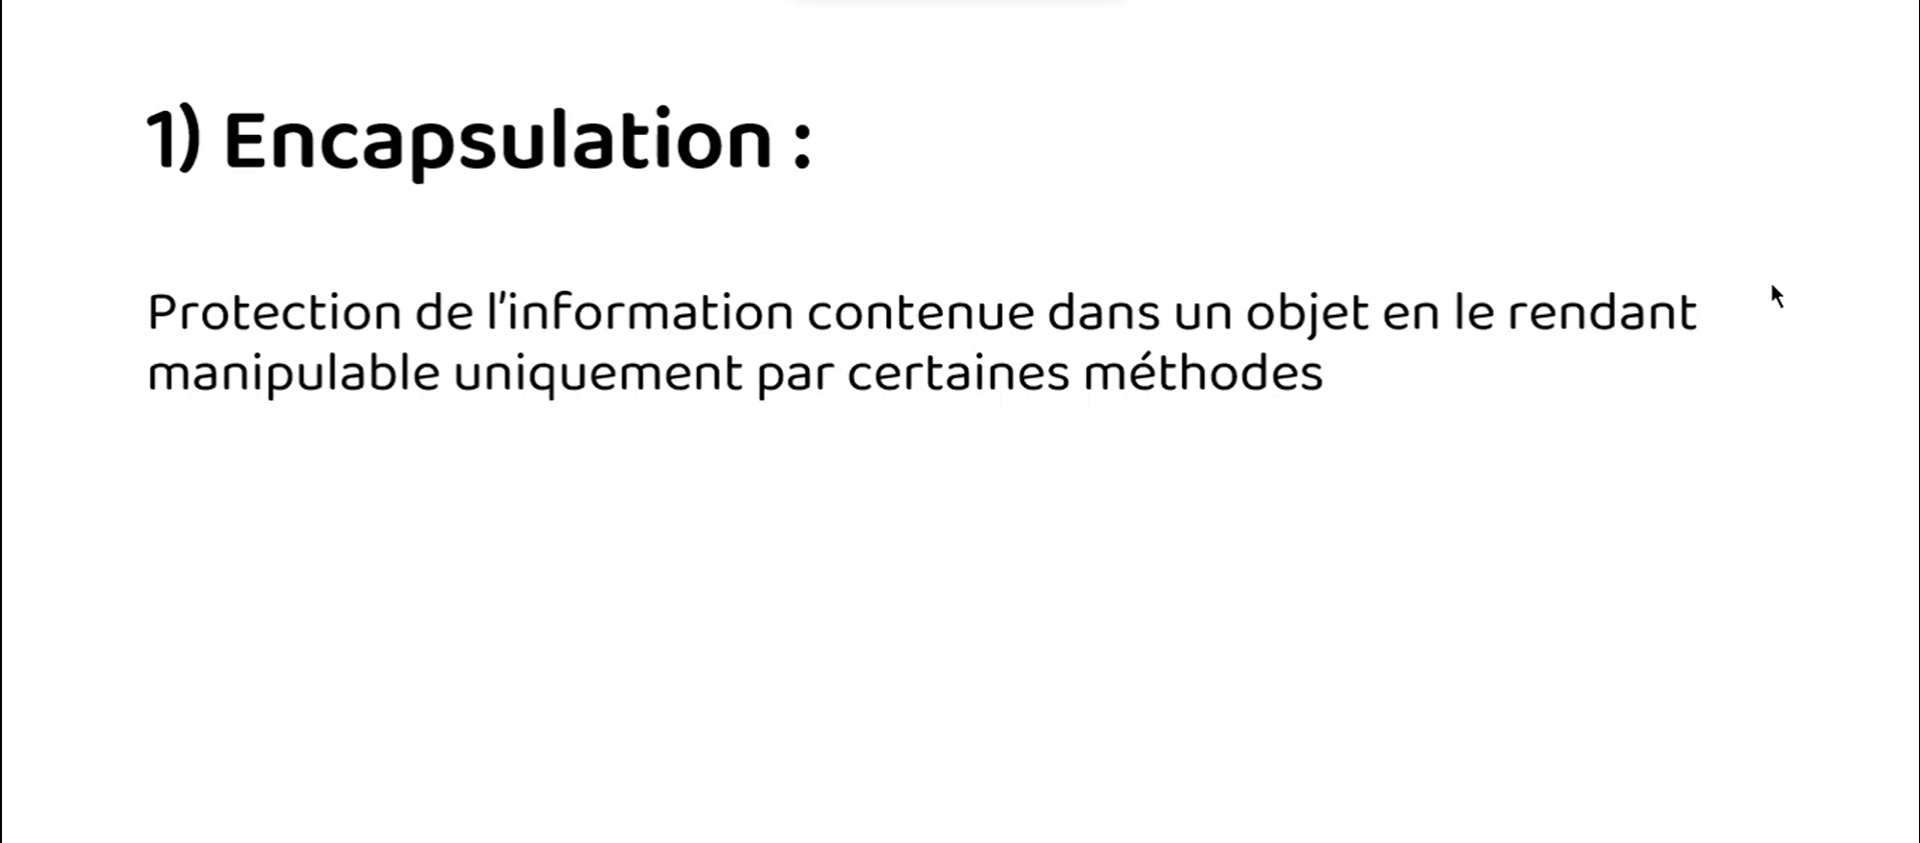 1) Encapsulation :
Protection de l'information contenue dans un objet en le rendant
manipulable uniquement par certaines méthodes